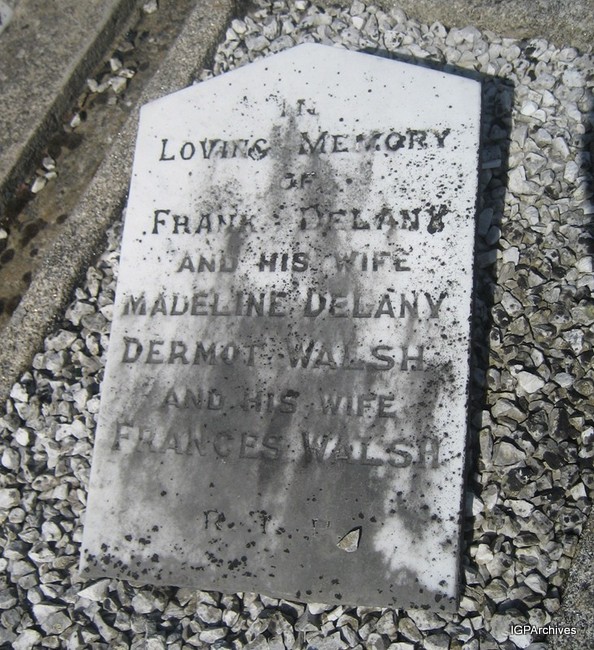 IN
LOVING MEMORY
OF
FRANK DELANY
AND HIS WIFE
MADELINE DELANY
DERMOT WALSH
AND HIS WIFE
FRANCES WALSH
R. I. P.
IGPArchives